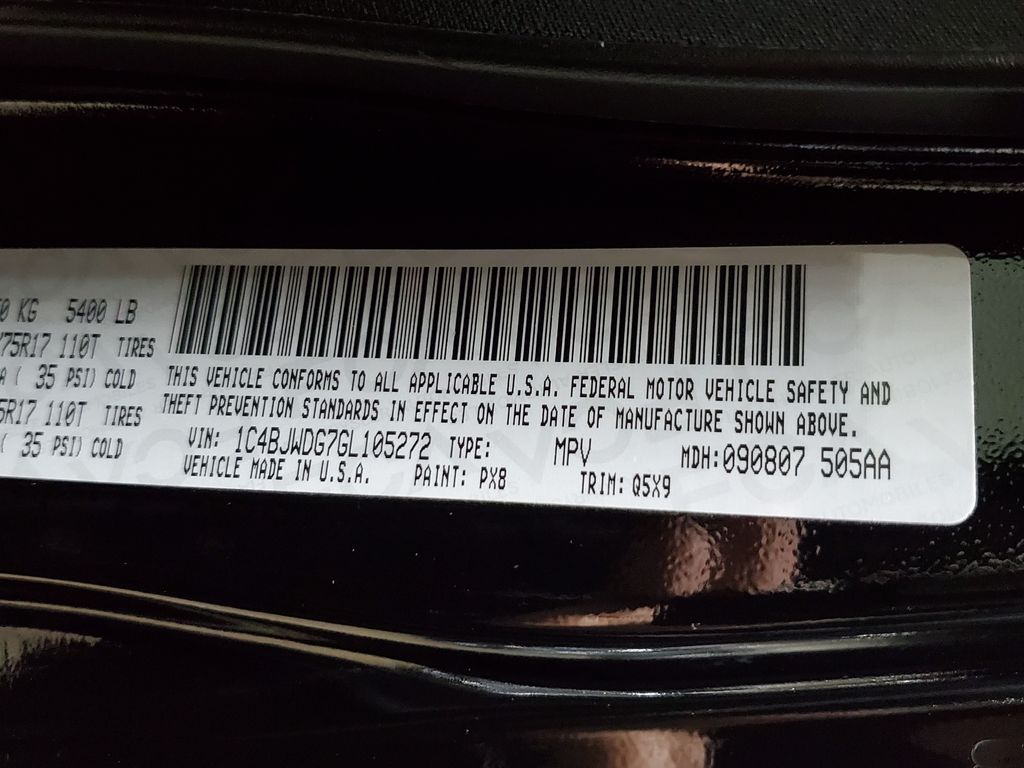 0 KG 5400 LB
75R17 110T TIRES
A ( 35 PSI) COLD
5R17 110T TIRES
( 35 PSI) COLD
THIS VEHICLE CONFORMS TO ALL APPLICABLE U.S.A. FEDERAL MOTOR VEHICLE SAFETY AND
THEFT PREVENTION STANDARDS IN EFFECT ON THE DATE OF MANUFACTURE SHOWN ABOVE.
VIN: 1C4BJWDG7GL105272 TYPE: MPV MDH: 090807 505AA
VEHICLE MADE IN U.S.A. PAINT: PX8 TRIM: Q5X9